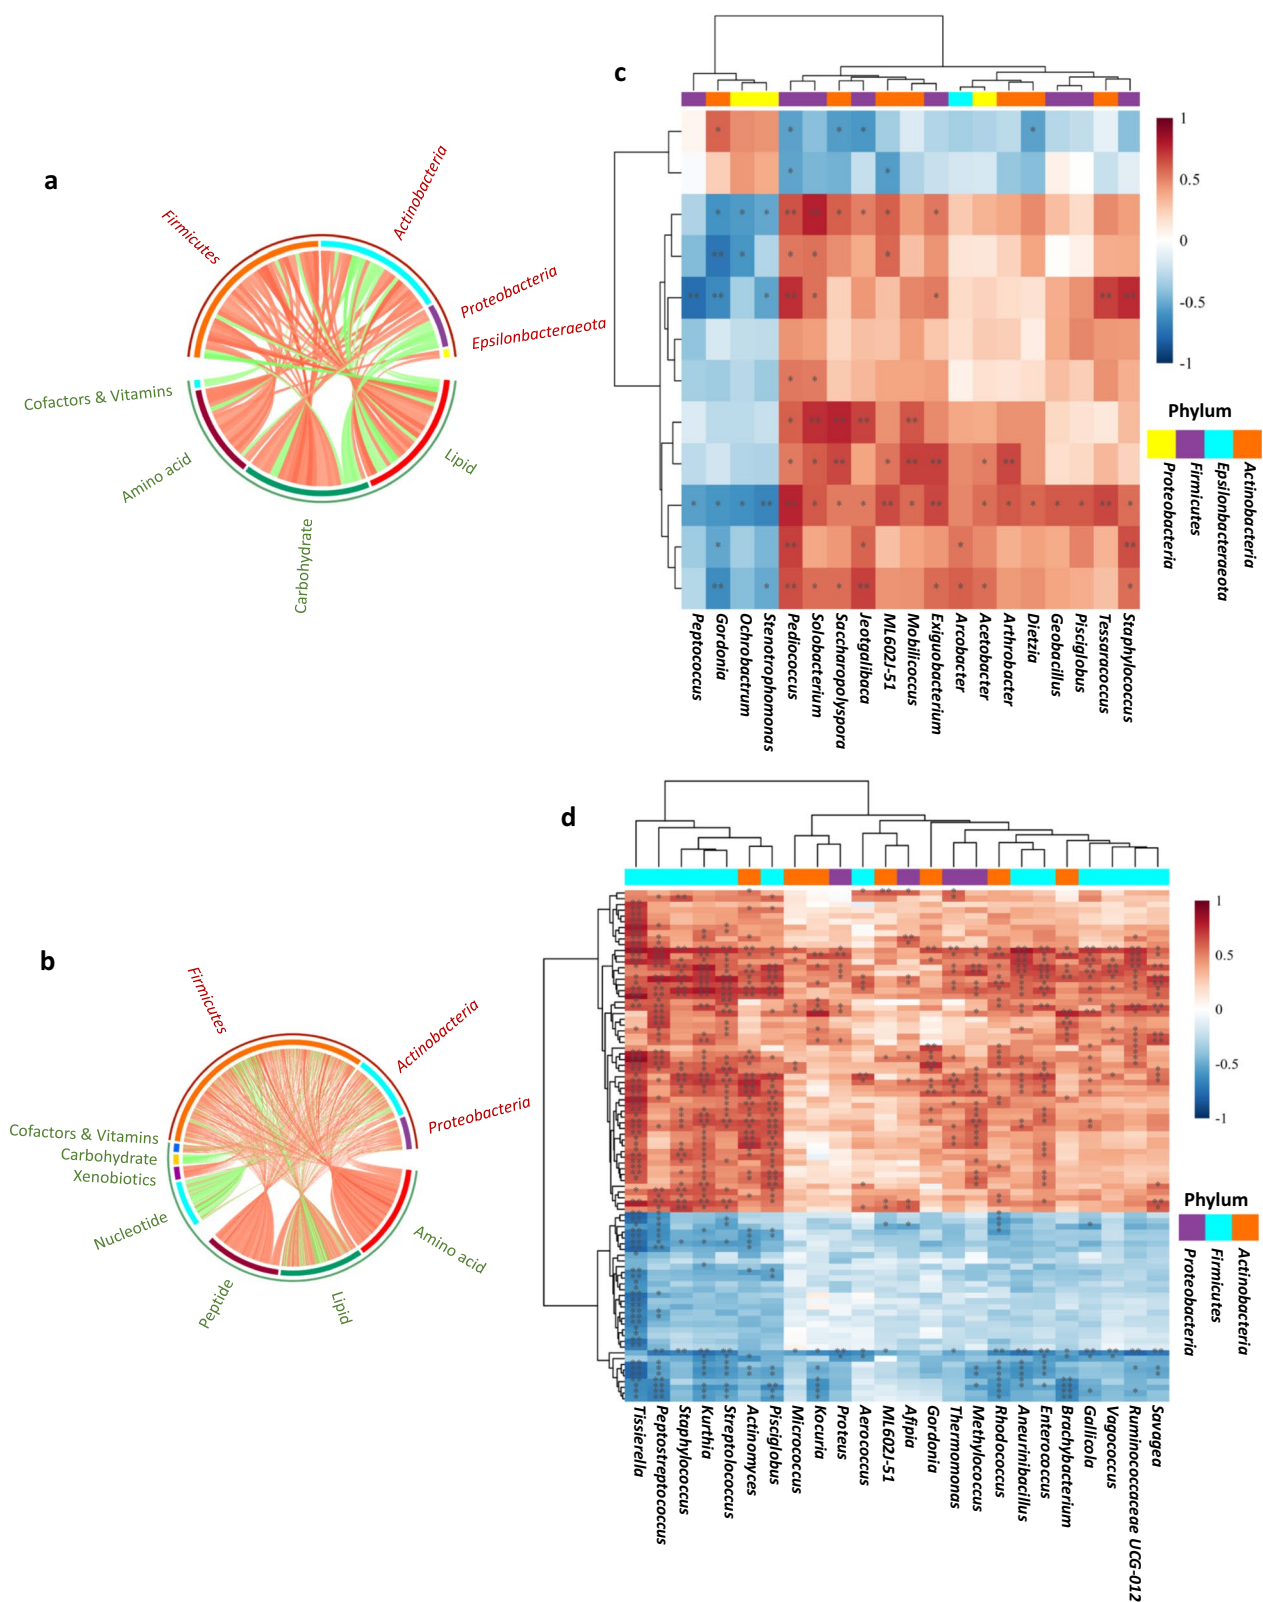 a
Firmicutes
Actinobacteria
Proteobacteria
Epsilonbacteraeota
Cofactors & Vitamins
Amino acid
Carbohydrate
Lipid
c
1
0.5
0
-0.5
-1
Phylum
Proteobacteria
Firmicutes
Epsilonbacteraeota
Actinobacteria
Peptococcus
Gordonia
Ochrobactrum
Stenotrophomonas
Pediococcus
Solobacterium
Saccharopolyspora
Jeotgalibaca
ML602J-51
Mobilicoccus
Exiguobacterium
Arcobacter
Acetobacter
Arthrobacter
Dietzia
Geobacillus
Pisciglobus
Tessaracoccus
Staphylococcus
b
Firmicutes
Actinobacteria
Proteobacteria
Cofactors & Vitamins
Carbohydrate
Xenobiotics
Nucleotide
Peptide
Lipid
Amino acid
d
1
0.5
0
-0.5
-1
Phylum
Proteobacteria
Firmicutes
Actinobacteria
Tissierella
Peptostreptococcus
Staphylococcus
Kurthia
Streptolococcus
Actinomyces
Pisciglobus
Micrococcus
Kocuria
Proteus
Aerococcus
ML602J-51
Afipia
Gordonia
Thermomonas
Methylococcus
Rhodococcus
Aneurinibacillus
Enterococcus
Brachybacterium
Gallicola
Vagococcus
Ruminococcaceae UCG-012
Savagea